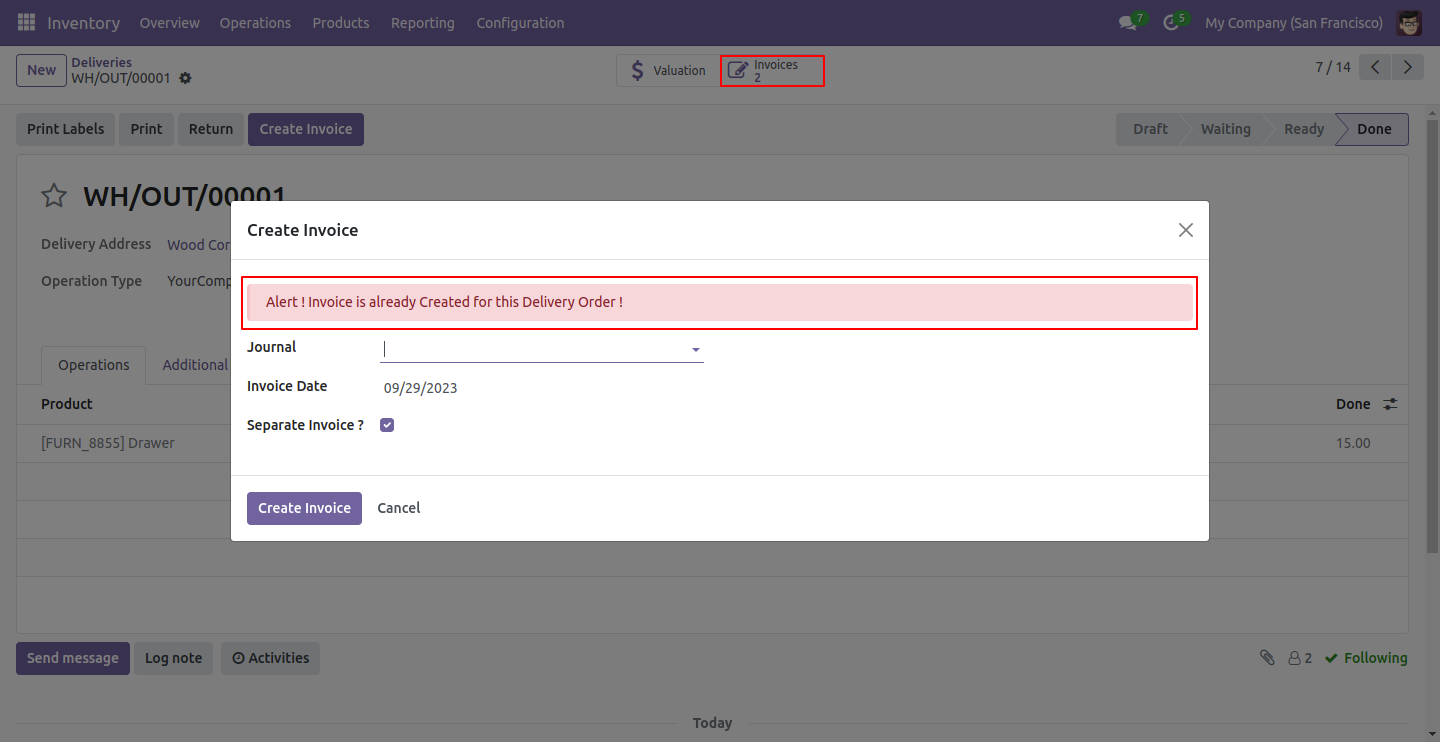 Inventory Overview Operations Products Reporting Configuration 7 5 My Company (San Francisco)
New Deliveries
WH/OUT/00001
Valuation Invoices
2
7 / 14
Print Labels Print Return Create Invoice Draft Waiting Ready Done
WH/OUT/00001
Create Invoice
Delivery Address Wood Cor
Operation Type YourComp
Alert ! Invoice is already Created for this Delivery Order !
Journal
Invoice Date 09/29/2023
Separate Invoice ?
Operations Additional
Product Done
[FURN_8855] Drawer 15.00
Create Invoice Cancel
Send message Log note Activities 2 Following
Today